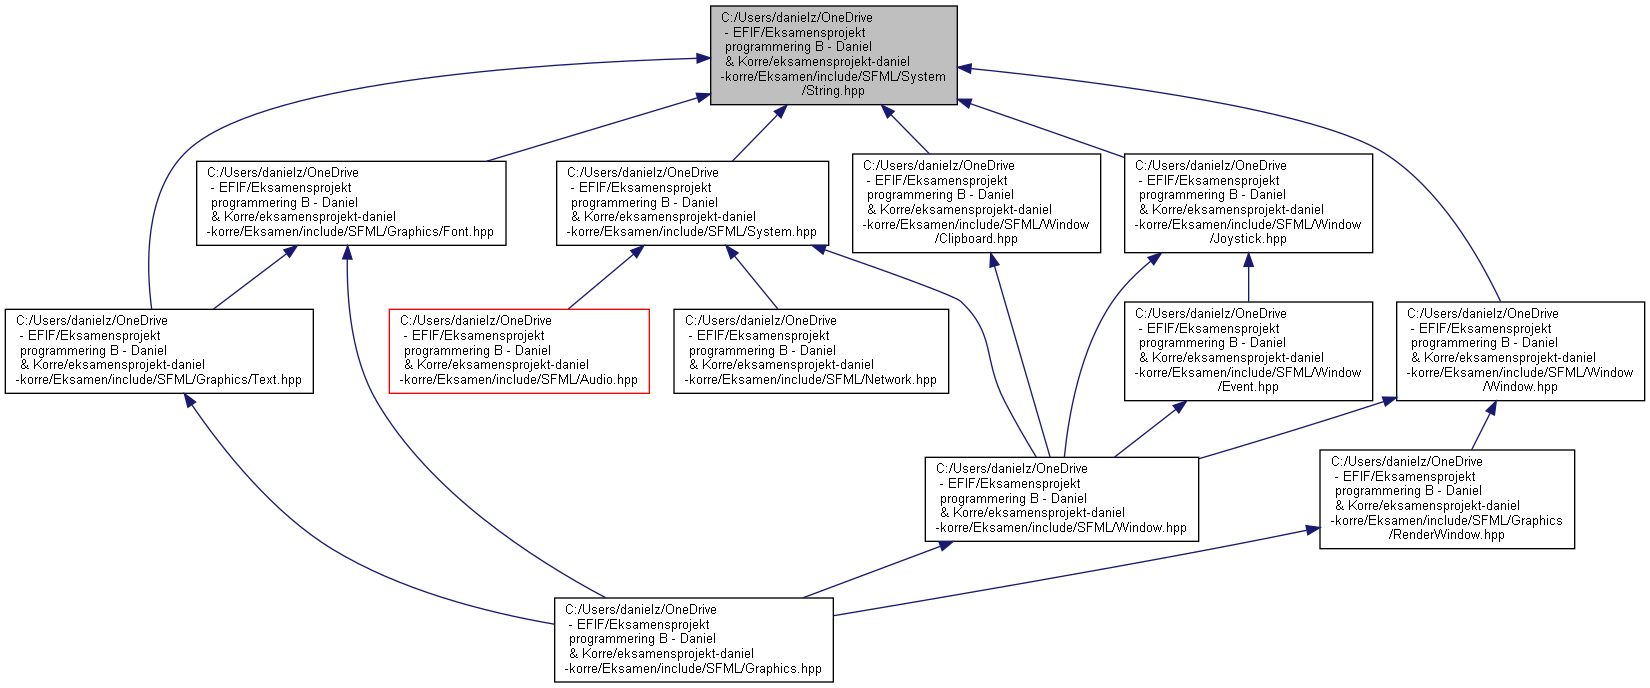 C:/Users/danielz/OneDrive
- EFIF/Eksamensprojekt
programmering B - Daniel
& Korre/eksamensprojekt-daniel
-korre/Eksamen/include/SFML/System
/String.hpp
C:/Users/danielz/OneDrive
- EFIF/Eksamensprojekt
programmering B - Daniel
& Korre/eksamensprojekt-daniel
-korre/Eksamen/include/SFML/Graphics/Font.hpp
C:/Users/danielz/OneDrive
- EFIF/Eksamensprojekt
programmering B - Daniel
& Korre/eksamensprojekt-daniel
-korre/Eksamen/include/SFML/System.hpp
C:/Users/danielz/OneDrive
- EFIF/Eksamensprojekt
programmering B - Daniel
& Korre/eksamensprojekt-daniel
-korre/Eksamen/include/SFML/Window
/Clipboard.hpp
C:/Users/danielz/OneDrive
- EFIF/Eksamensprojekt
programmering B - Daniel
& Korre/eksamensprojekt-daniel
-korre/Eksamen/include/SFML/Window
/Joystick.hpp
C:/Users/danielz/OneDrive
- EFIF/Eksamensprojekt
programmering B - Daniel
& Korre/eksamensprojekt-daniel
-korre/Eksamen/include/SFML/Graphics/Text.hpp
C:/Users/danielz/OneDrive
- EFIF/Eksamensprojekt
programmering B - Daniel
& Korre/eksamensprojekt-daniel
-korre/Eksamen/include/SFML/Audio.hpp
C:/Users/danielz/OneDrive
- EFIF/Eksamensprojekt
programmering B - Daniel
& Korre/eksamensprojekt-daniel
-korre/Eksamen/include/SFML/Network.hpp
C:/Users/danielz/OneDrive
- EFIF/Eksamensprojekt
programmering B - Daniel
& Korre/eksamensprojekt-daniel
-korre/Eksamen/include/SFML/Window
/Event.hpp
C:/Users/danielz/OneDrive
- EFIF/Eksamensprojekt
programmering B - Daniel
& Korre/eksamensprojekt-daniel
-korre/Eksamen/include/SFML/Window
/Window.hpp
C:/Users/danielz/OneDrive
- EFIF/Eksamensprojekt
programmering B - Daniel
& Korre/eksamensprojekt-daniel
-korre/Eksamen/include/SFML/Window.hpp
C:/Users/danielz/OneDrive
- EFIF/Eksamensprojekt
programmering B - Daniel
& Korre/eksamensprojekt-daniel
-korre/Eksamen/include/SFML/Graphics
/RenderWindow.hpp
C:/Users/danielz/OneDrive
- EFIF/Eksamensprojekt
programmering B - Daniel
& Korre/eksamensprojekt-daniel
-korre/Eksamen/include/SFML/Graphics.hpp